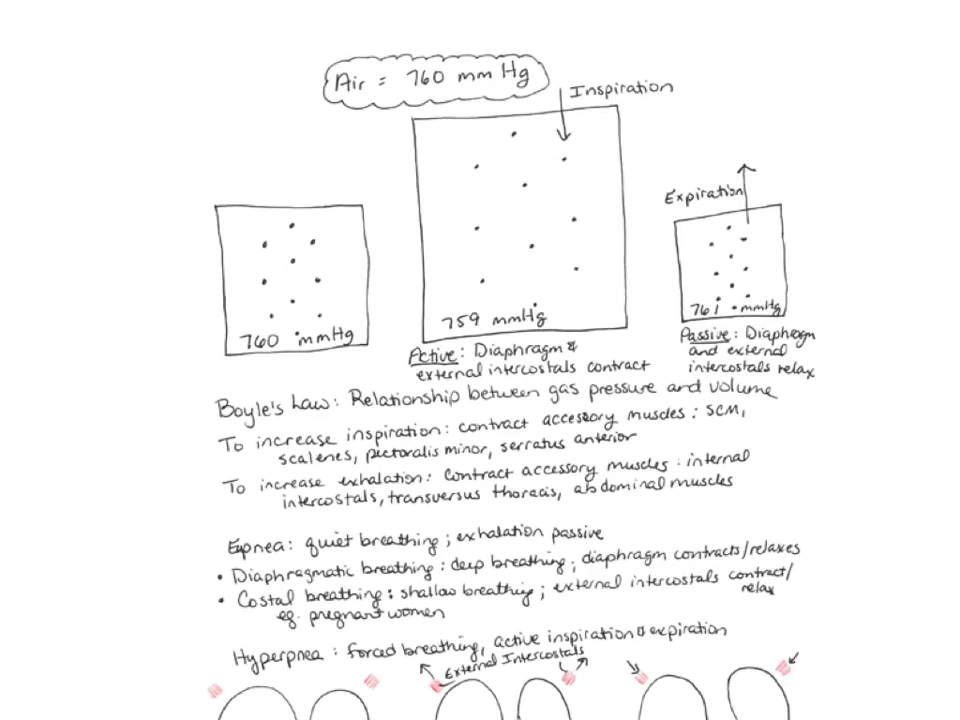 Air = 760 mm Hg
Inspiration
Expiration
760 mmHg
759 mmHg
761 mmHg
Active: Diaphragm &
external intercostals contract
Passive: Diaphragm
and external
intercostals relax
Boyle's Law: Relationship between gas pressure and volume
To increase inspiration: contract accessory muscles: SCM,
scalenes, pectoralis minor, serratus anterior
To increase exhalation: contract accessory muscles: internal
intercostals, transversus thoracis, abdominal muscles
Eupnea: quiet breathing; exhalation passive
• Diaphragmatic breathing: deep breathing; diaphragm contracts/relaxes
• Costal breathing: shallow breathing; external intercostals contract/
relax
eg. pregnant women
Hyperpnea: forced breathing, active inspiration & expiration
External Intercostals